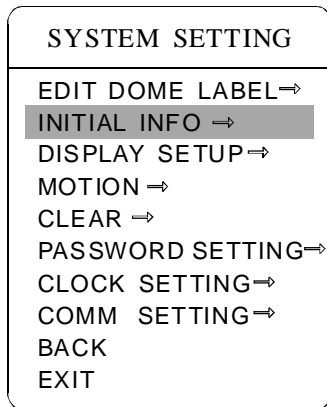 SYSTEM SETTING
EDIT DOME LABEL⇒
INITIAL INFO ⇒
DISPLAY SETUP⇒
MOTION ⇒
CLEAR ⇒
PASSWORD SETTING⇒
CLOCK SETTING⇒
COMM SETTING⇒
BACK
EXIT